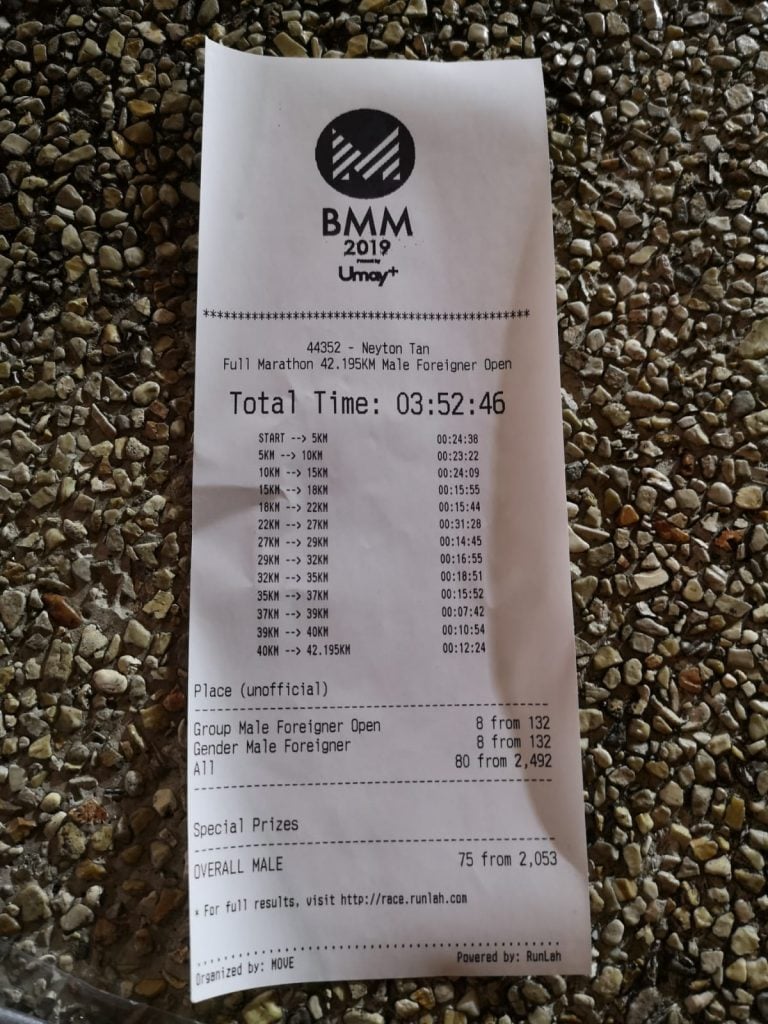 BMM
2019
Presented by
Umay+
****************************************************************
44352 - Neyton Tan
Full Marathon 42.195KM Male Foreigner Open
Total Time: 03:52:46
START --> 5KM 00:24:38
5KM --> 10KM 00:23:22
10KM --> 15KM 00:24:09
15KM --> 18KM 00:15:55
18KM --> 22KM 00:15:44
22KM --> 27KM 00:31:28
27KM --> 29KM 00:14:45
29KM --> 32KM 00:16:55
32KM --> 35KM 00:18:51
35KM --> 37KM 00:15:52
37KM --> 39KM 00:07:42
39KM --> 40KM 00:10:54
40KM --> 42.195KM 00:12:24
Place (unofficial)
Group Male Foreigner Open 8 from 132
Gender Male Foreigner 8 from 132
All 80 from 2,492
Special Prizes
OVERALL MALE 75 from 2,053
* For full results, visit http://race.runlah.com
Organized by: MOVE Powered by: RunLah